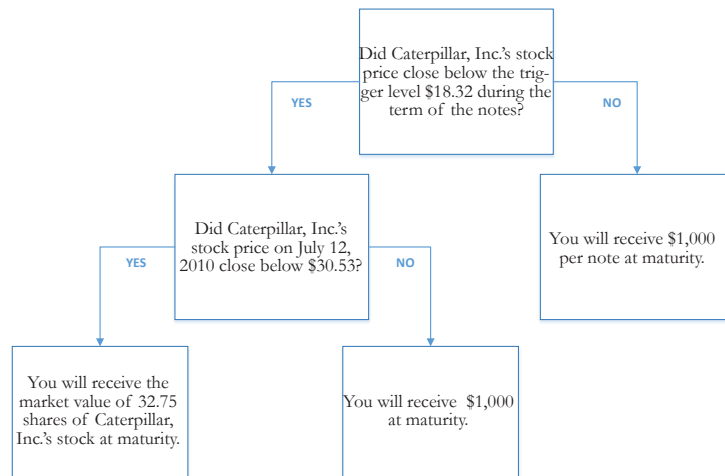 Did Caterpillar, Inc.'s stock
price close below the trig-
ger level $18.32 during the
term of the notes?
YES
NO
Did Caterpillar, Inc.'s
stock price on July 12,
2010 close below $30.53?
You will receive $1,000
per note at maturity.
YES
NO
You will receive the
market value of 32.75
shares of Caterpillar,
Inc.'s stock at maturity.
You will receive $1,000
at maturity.